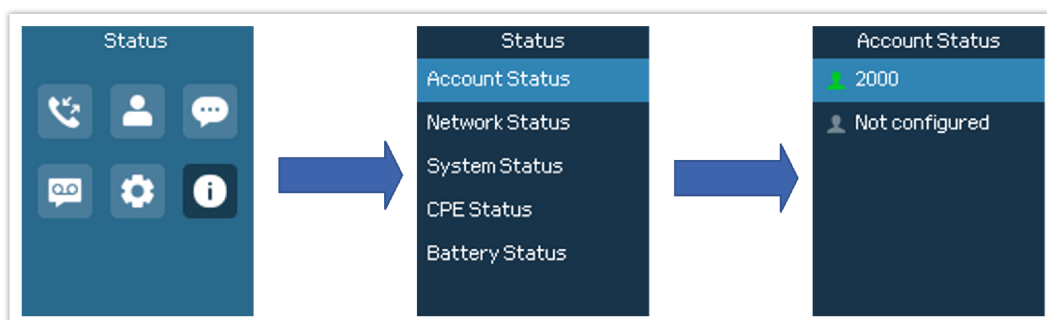 Status
Status
Account Status
Network Status
System Status
CPE Status
Battery Status
Account Status
2000
Not configured